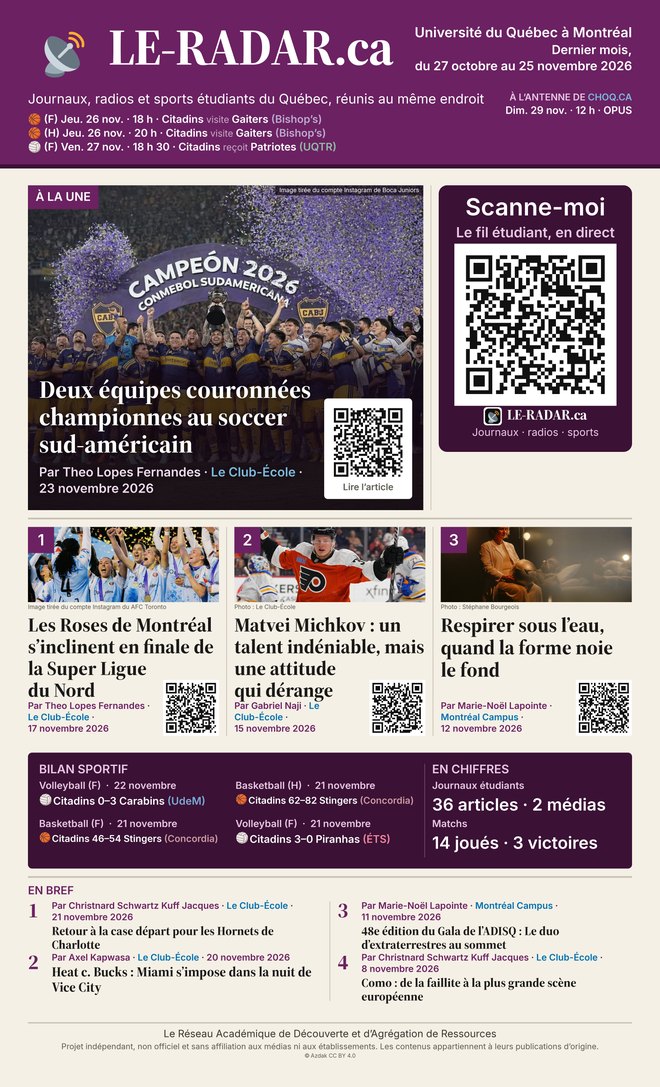 LE-RADAR.ca
Université du Québec à Montréal
Dernier mois,
du 27 octobre au 25 novembre 2026
Journaux, radios et sports étudiants du Québec, réunis au même endroit
(F) Jeu. 26 nov. · 18 h · Citadins visite Gaiters (Bishop's)
(H) Jeu. 26 nov. · 20 h · Citadins visite Gaiters (Bishop's)
(F) Ven. 27 nov. · 18 h 30 · Citadins reçoit Patriotes (UQTR)
À L'ANTENNE DE CHOQ.CA
Dim. 29 nov. · 12 h · OPUS
À LA UNE
Image tirée du compte Instagram de Boca Juniors
CAMPEÓN 2026
CONMEBOL SUDAMERICANA
CABJ
CABJ
Deux équipes couronnées
championnes au soccer
sud-américain
Par Theo Lopes Fernandes · Le Club-École ·
23 novembre 2026
Lire l'article
Scanne-moi
Le fil étudiant, en direct
LE-RADAR.ca
Journaux · radios · sports
1
Image tirée du compte Instagram du AFC Toronto
Les Roses de Montréal
s'inclinent en finale de
la Super Ligue
du Nord
Par Theo Lopes Fernandes ·
Le Club-École ·
17 novembre 2026
2
xfin
Photo : Le Club-École
Matvei Michkov : un
talent indéniable, mais
une attitude
qui dérange
Par Gabriel Naji · Le
Club-École ·
15 novembre 2026
3
Photo : Stéphane Bourgeois
Respirer sous l'eau,
quand la forme noie
le fond
Par Marie-Noël Lapointe ·
Montréal Campus ·
12 novembre 2026
BILAN SPORTIF
Volleyball (F) · 22 novembre
Citadins 0–3 Carabins (UdeM)
Basketball (H) · 21 novembre
Citadins 62–82 Stingers (Concordia)
Basketball (F) · 21 novembre
Citadins 46–54 Stingers (Concordia)
Volleyball (F) · 21 novembre
Citadins 3–0 Piranhas (ÉTS)
EN CHIFFRES
Journaux étudiants
36 articles · 2 médias
Matchs
14 joués · 3 victoires
EN BREF
1
Par Christnard Schwartz Kuff Jacques · Le Club-École ·
21 novembre 2026
Retour à la case départ pour les Hornets de
Charlotte
2
Par Axel Kapwasa · Le Club-École · 20 novembre 2026
Heat c. Bucks : Miami s'impose dans la nuit de
Vice City
3
Par Marie-Noël Lapointe · Montréal Campus ·
11 novembre 2026
48e édition du Gala de l'ADISQ : Le duo
d'extraterrestres au sommet
4
Par Christnard Schwartz Kuff Jacques · Le Club-École ·
8 novembre 2026
Como : de la faillite à la plus grande scène
européenne
Le Réseau Académique de Découverte et d'Agrégation de Ressources
Projet indépendant, non officiel et sans affiliation aux médias ni aux établissements. Les contenus appartiennent à leurs publications d'origine.
© Azdak CC BY 4.0